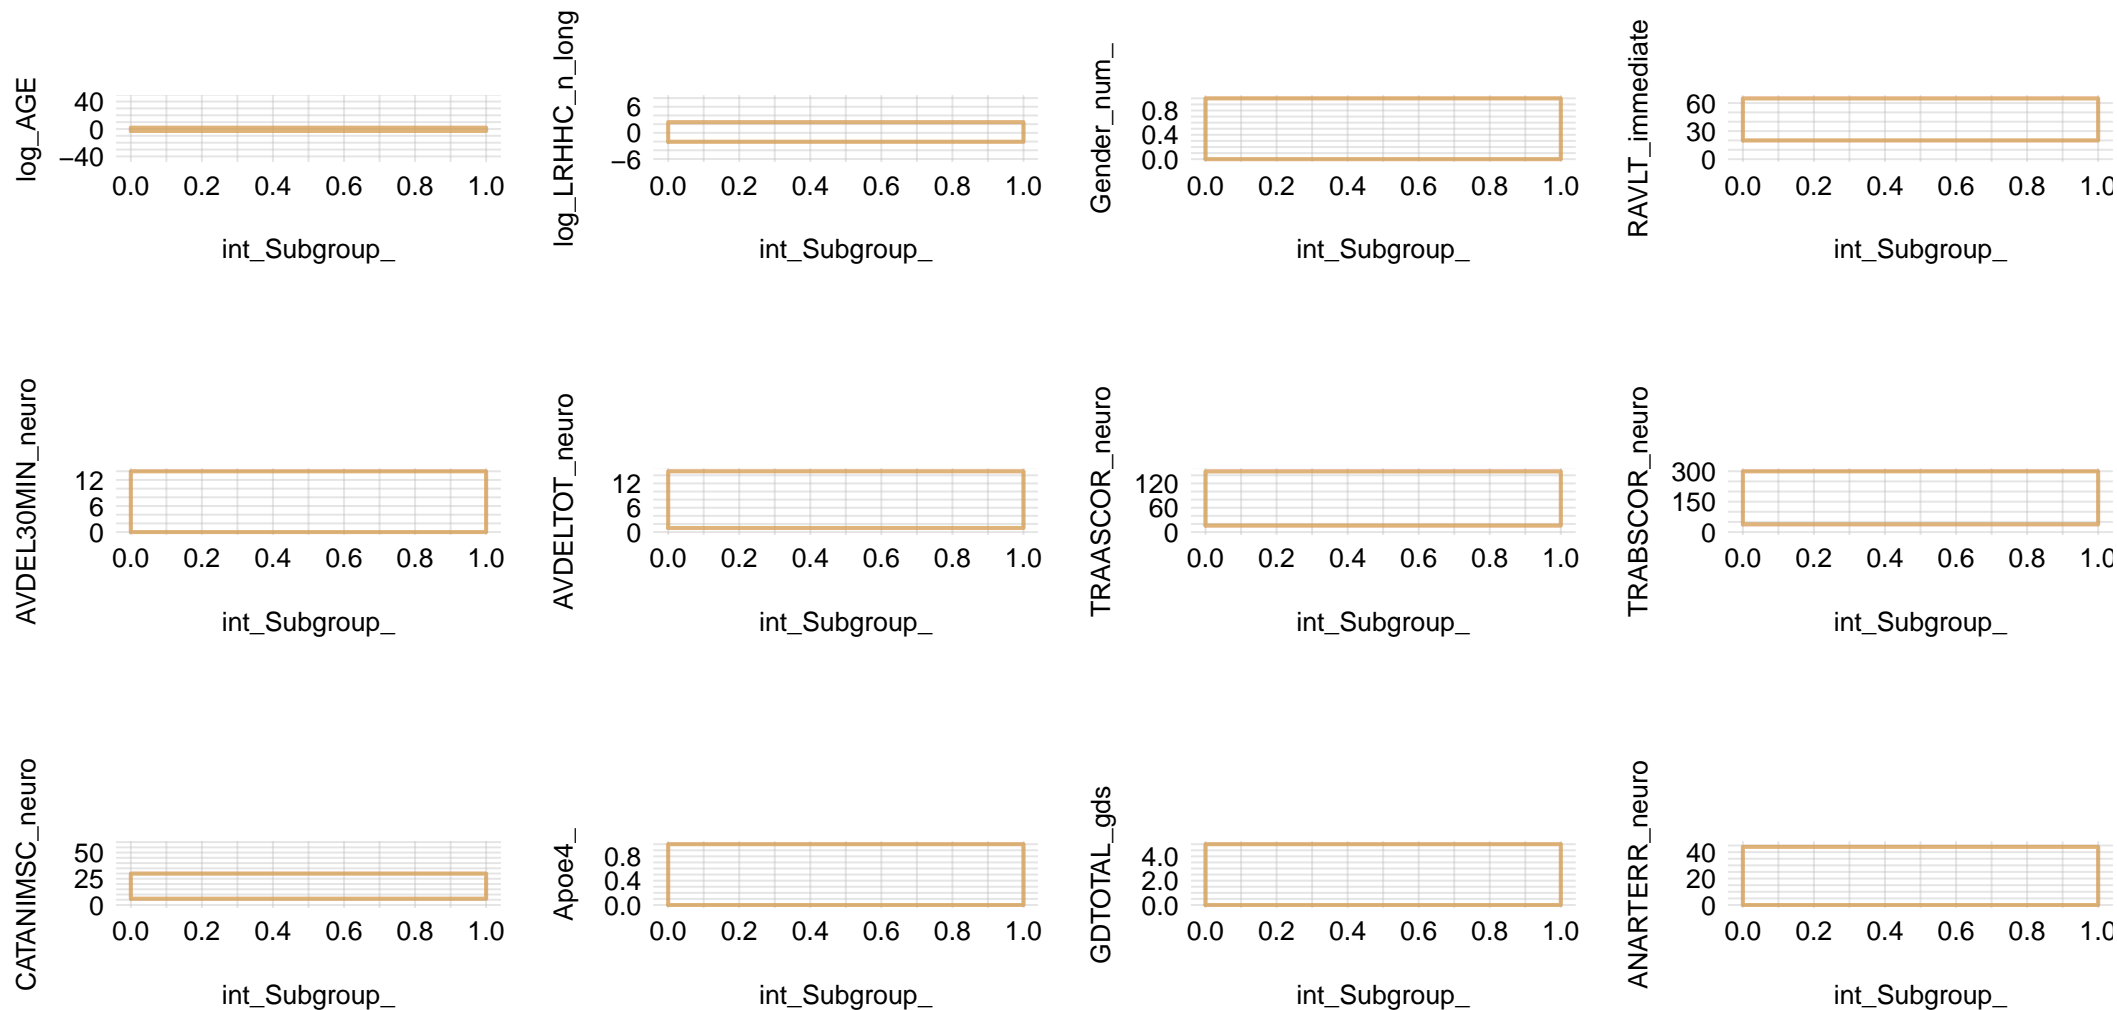 log_AGE
40
0
−40
0.0 0.2 0.4 0.6 0.8 1.0
int_Subgroup_
log_LRHHC_n_long
6
0
−6
0.0 0.2 0.4 0.6 0.8 1.0
int_Subgroup_
Gender_num_
0.8
0.4
0.0
0.0 0.2 0.4 0.6 0.8 1.0
int_Subgroup_
RAVLT_immediate
60
30
0
0.0 0.2 0.4 0.6 0.8 1.0
int_Subgroup_
AVDEL30MIN_neuro
12
6
0
0.0 0.2 0.4 0.6 0.8 1.0
int_Subgroup_
AVDELTOT_neuro
12
6
0
0.0 0.2 0.4 0.6 0.8 1.0
int_Subgroup_
TRAASCOR_neuro
120
60
0
0.0 0.2 0.4 0.6 0.8 1.0
int_Subgroup_
TRABSCOR_neuro
300
150
0
0.0 0.2 0.4 0.6 0.8 1.0
int_Subgroup_
CATANIMSC_neuro
50
25
0
0.0 0.2 0.4 0.6 0.8 1.0
int_Subgroup_
Apoe4_
0.8
0.4
0.0
0.0 0.2 0.4 0.6 0.8 1.0
int_Subgroup_
GDTOTAL_gds
4.0
2.0
0.0
0.0 0.2 0.4 0.6 0.8 1.0
int_Subgroup_
ANARTERR_neuro
40
20
0
0.0 0.2 0.4 0.6 0.8 1.0
int_Subgroup_